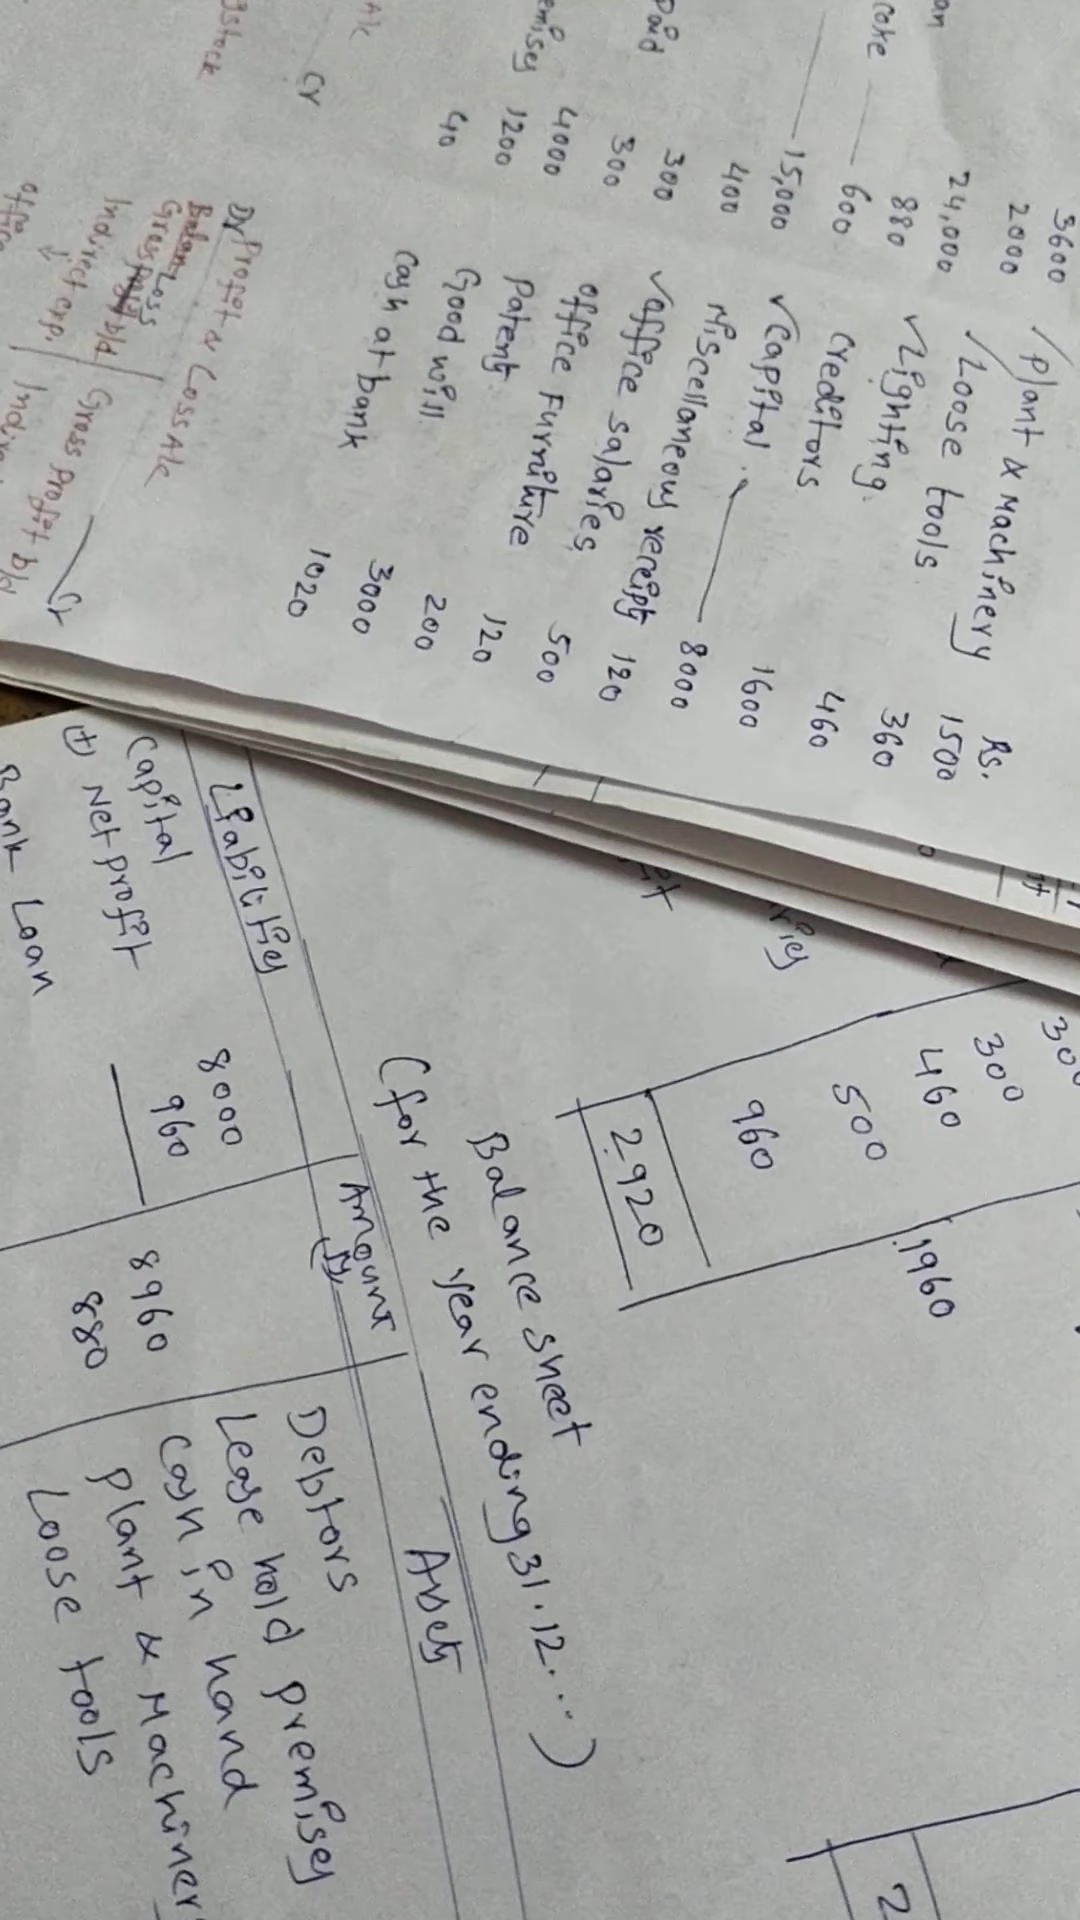 3600
2000
24,000
880
600
15,000
400
300
300
4000
1200
40
Cr
Rs.
Plant & Machinery 1500
Loose tools 360
Lighting 460
Creditors 1600
Capital 8000
Miscellaneous receipts 120
Office salaries 500
Office Furniture 120
Patents 200
Good will 3000
Cash at bank 1020
Profit & Loss A/c
Dr Cr
Gross Loss b/d Gross profit b/d
Indirect exp.
300
460
500
960 1960
2920
Balance sheet
(for the year ending 31.12...)
Liabilities Amount Assets
Capital 8000 Debtors
(+) Net profit 960 8960 Lease hold premises
Bank Loan 880 Cash in hand
Plant & Machinery
Loose tools